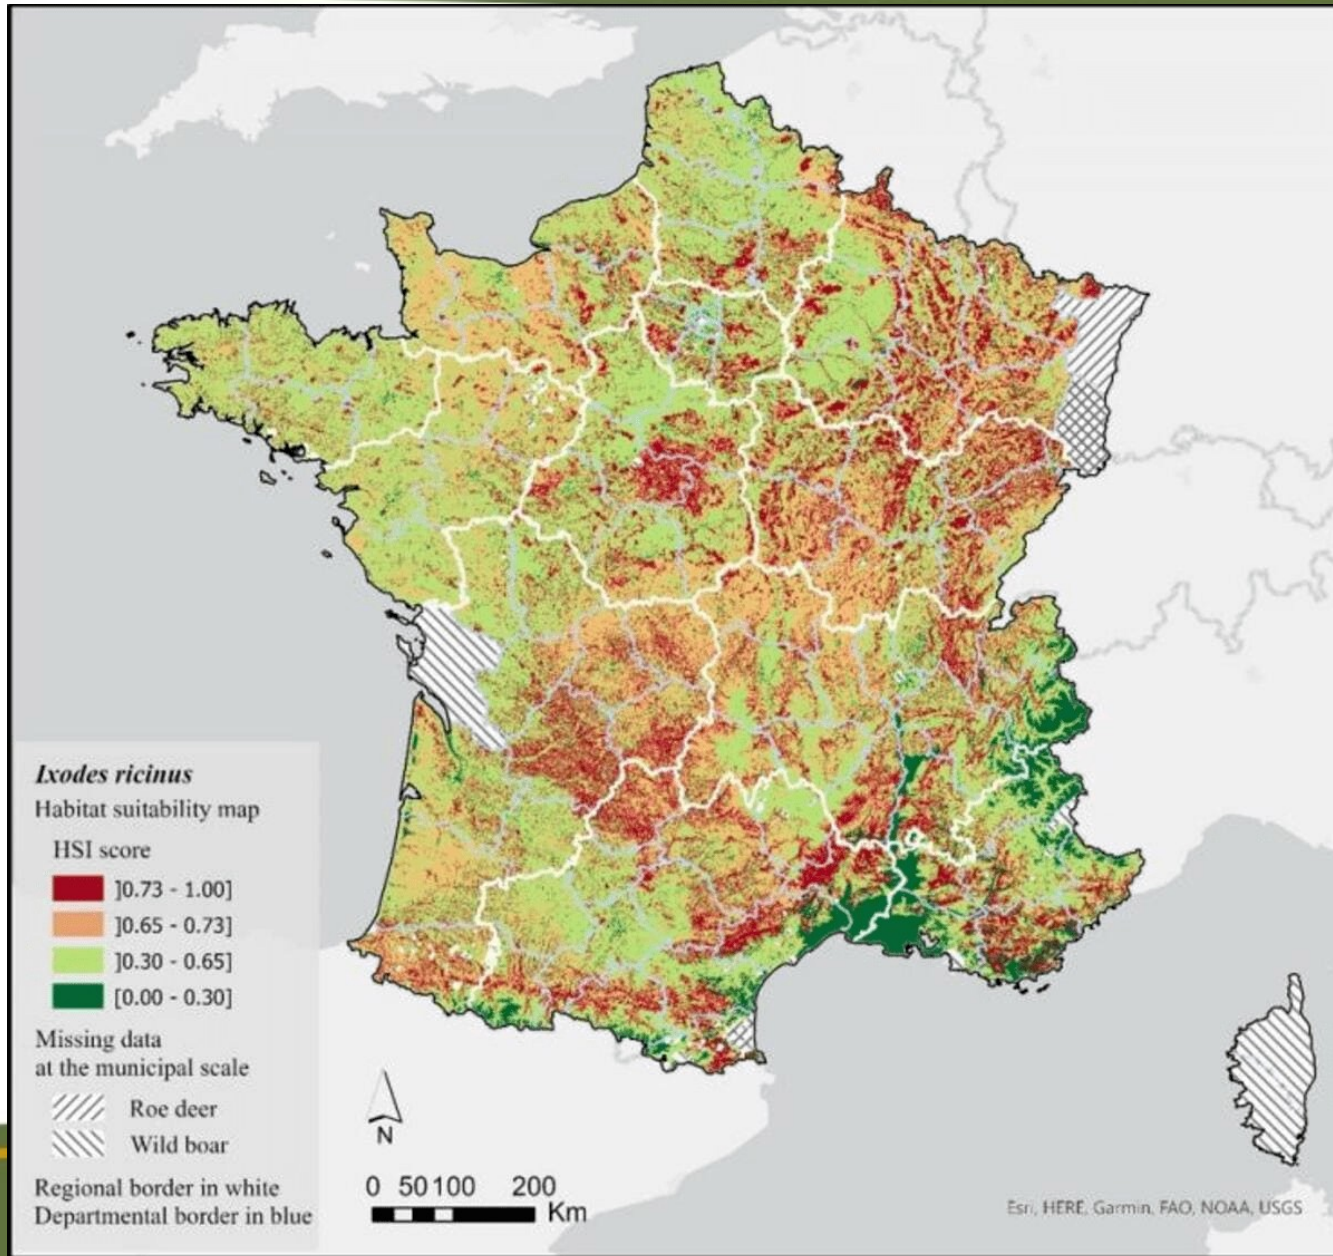 Ixodes ricinus
Habitat suitability map
HSI score
]0.73 - 1.00]
]0.65 - 0.73]
]0.30 - 0.65]
[0.00 - 0.30]
Missing data
at the municipal scale
Roe deer
Wild boar
Regional border in white
Departmental border in blue
N
0 50 100 200
Km
Esri, HERE, Garmin, FAO, NOAA, USGS